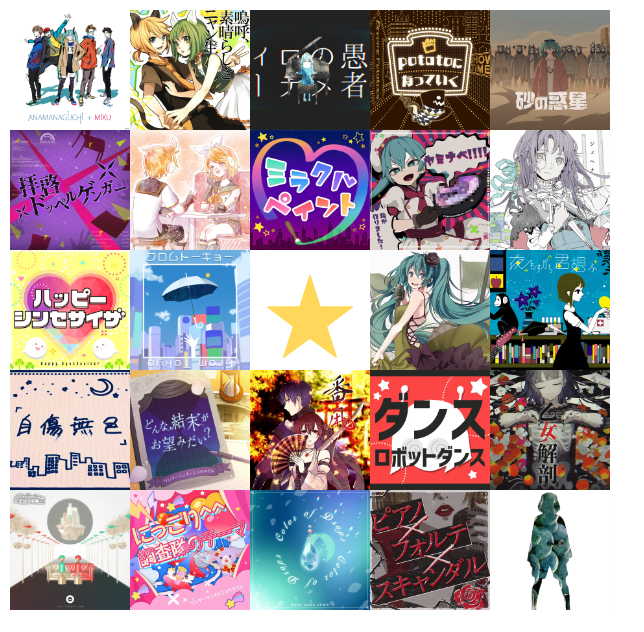 ANAMANAGUCHI + MIKU
嗚呼、
素晴らしき
ニャン生
愚者
potatoに
なっていく
砂の惑星
拝啓
ドッペルゲンガー
ミラクル
ペイント
ヤミナベ!!!!
ハッピー
シンセサイザ
Happy Synthesizer
フロムトーキョー
From Tokyo
夜もすがら君想ふ
自傷無色
どんな結末が
お望みだい?
番凩
ダンス
ロボットダンス
女
解剖
にっこり^^
調査隊のテーマ
Color of Drops
ピアノ
×
フォルテ
×
スキャンダル